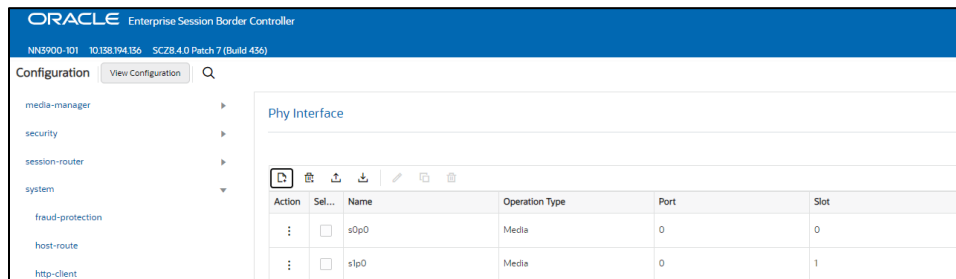 ORACLE Enterprise Session Border Controller
NN3900-101 10.138.194.136 SCZ8.4.0 Patch 7 (Build 436)
Configuration View Configuration
media-manager
security
session-router
system
fraud-protection
host-route
http-client
Phy Interface
Action Sel... Name Operation Type Port Slot
s0p0 Media 0 0
s1p0 Media 0 1